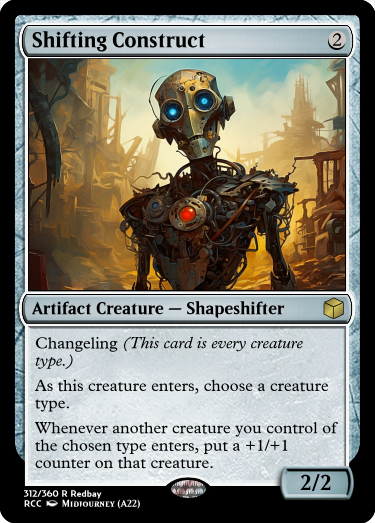 Shifting Construct 2
Artifact Creature — Shapeshifter
Changeling (This card is every creature
type.)
As this creature enters, choose a creature
type.
Whenever another creature you control of
the chosen type enters, put a +1/+1
counter on that creature.
2/2
312/360 R Redbay
RCC Midjourney (A22)